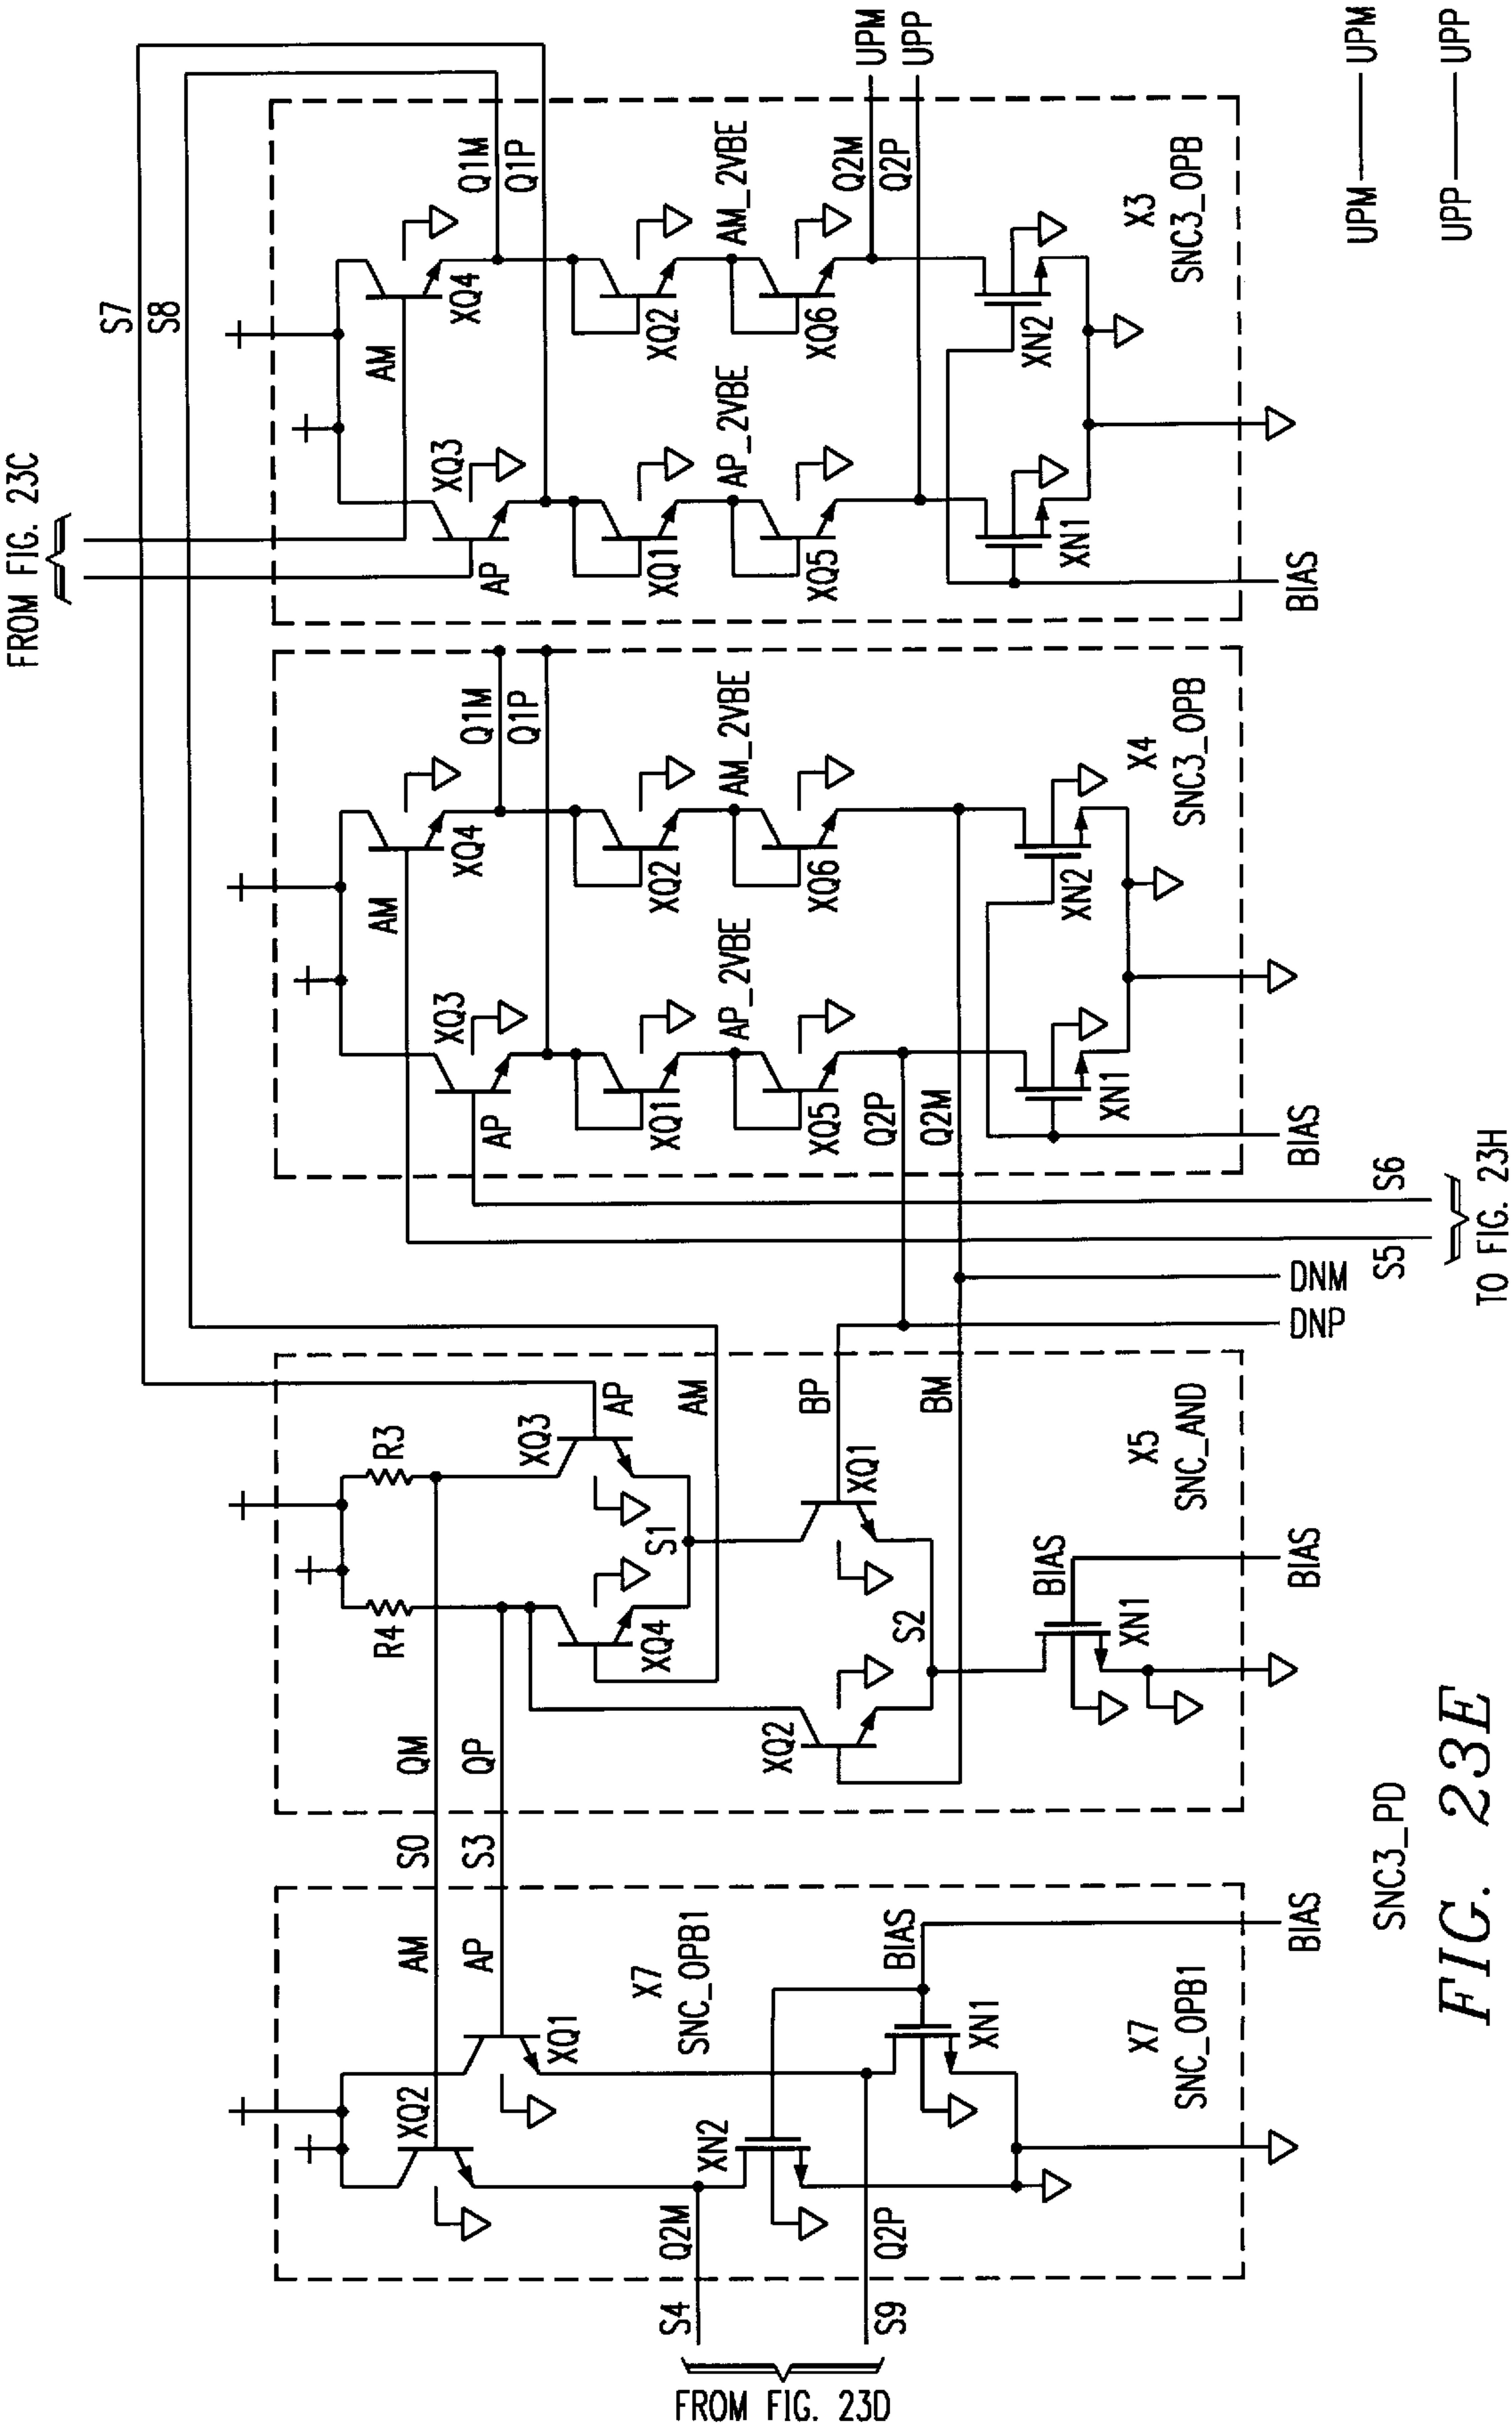 FROM FIG. 23C
S7
S8
AM
XQ4
Q1M
Q1P
XQ3
AP
XQ2
AM_2VBE
XQ6
XQ1
AP_2VBE
XQ5
Q2M
Q2P
UPM
UPP
XN2
XN1
BIAS
X3
SNC3_OPB
UPM
UPM
UPP
UPP
AM
XQ4
Q1M
Q1P
XQ3
AP
XQ2
AM_2VBE
XQ6
XQ1
AP_2VBE
XQ5
Q2P
Q2M
XN2
XN1
BIAS
X4
SNC3_OPB
S6
S5
TO FIG. 23H
DNM
DNP
R3
R4
XQ3
AP
AM
S1
XQ4
BP
BM
XQ1
S2
XQ2
BIAS
XN1
BIAS
X5
SNC_AND
QM
QP
S0
S3
AM
AP
XQ1
XQ2
X7
SNC_OPB1
BIAS
XN1
XN2
Q2M
Q2P
BIAS
X7
SNC_OPB1
S4
S9
FROM FIG. 23D
SNC3_PD
FIG. 23E